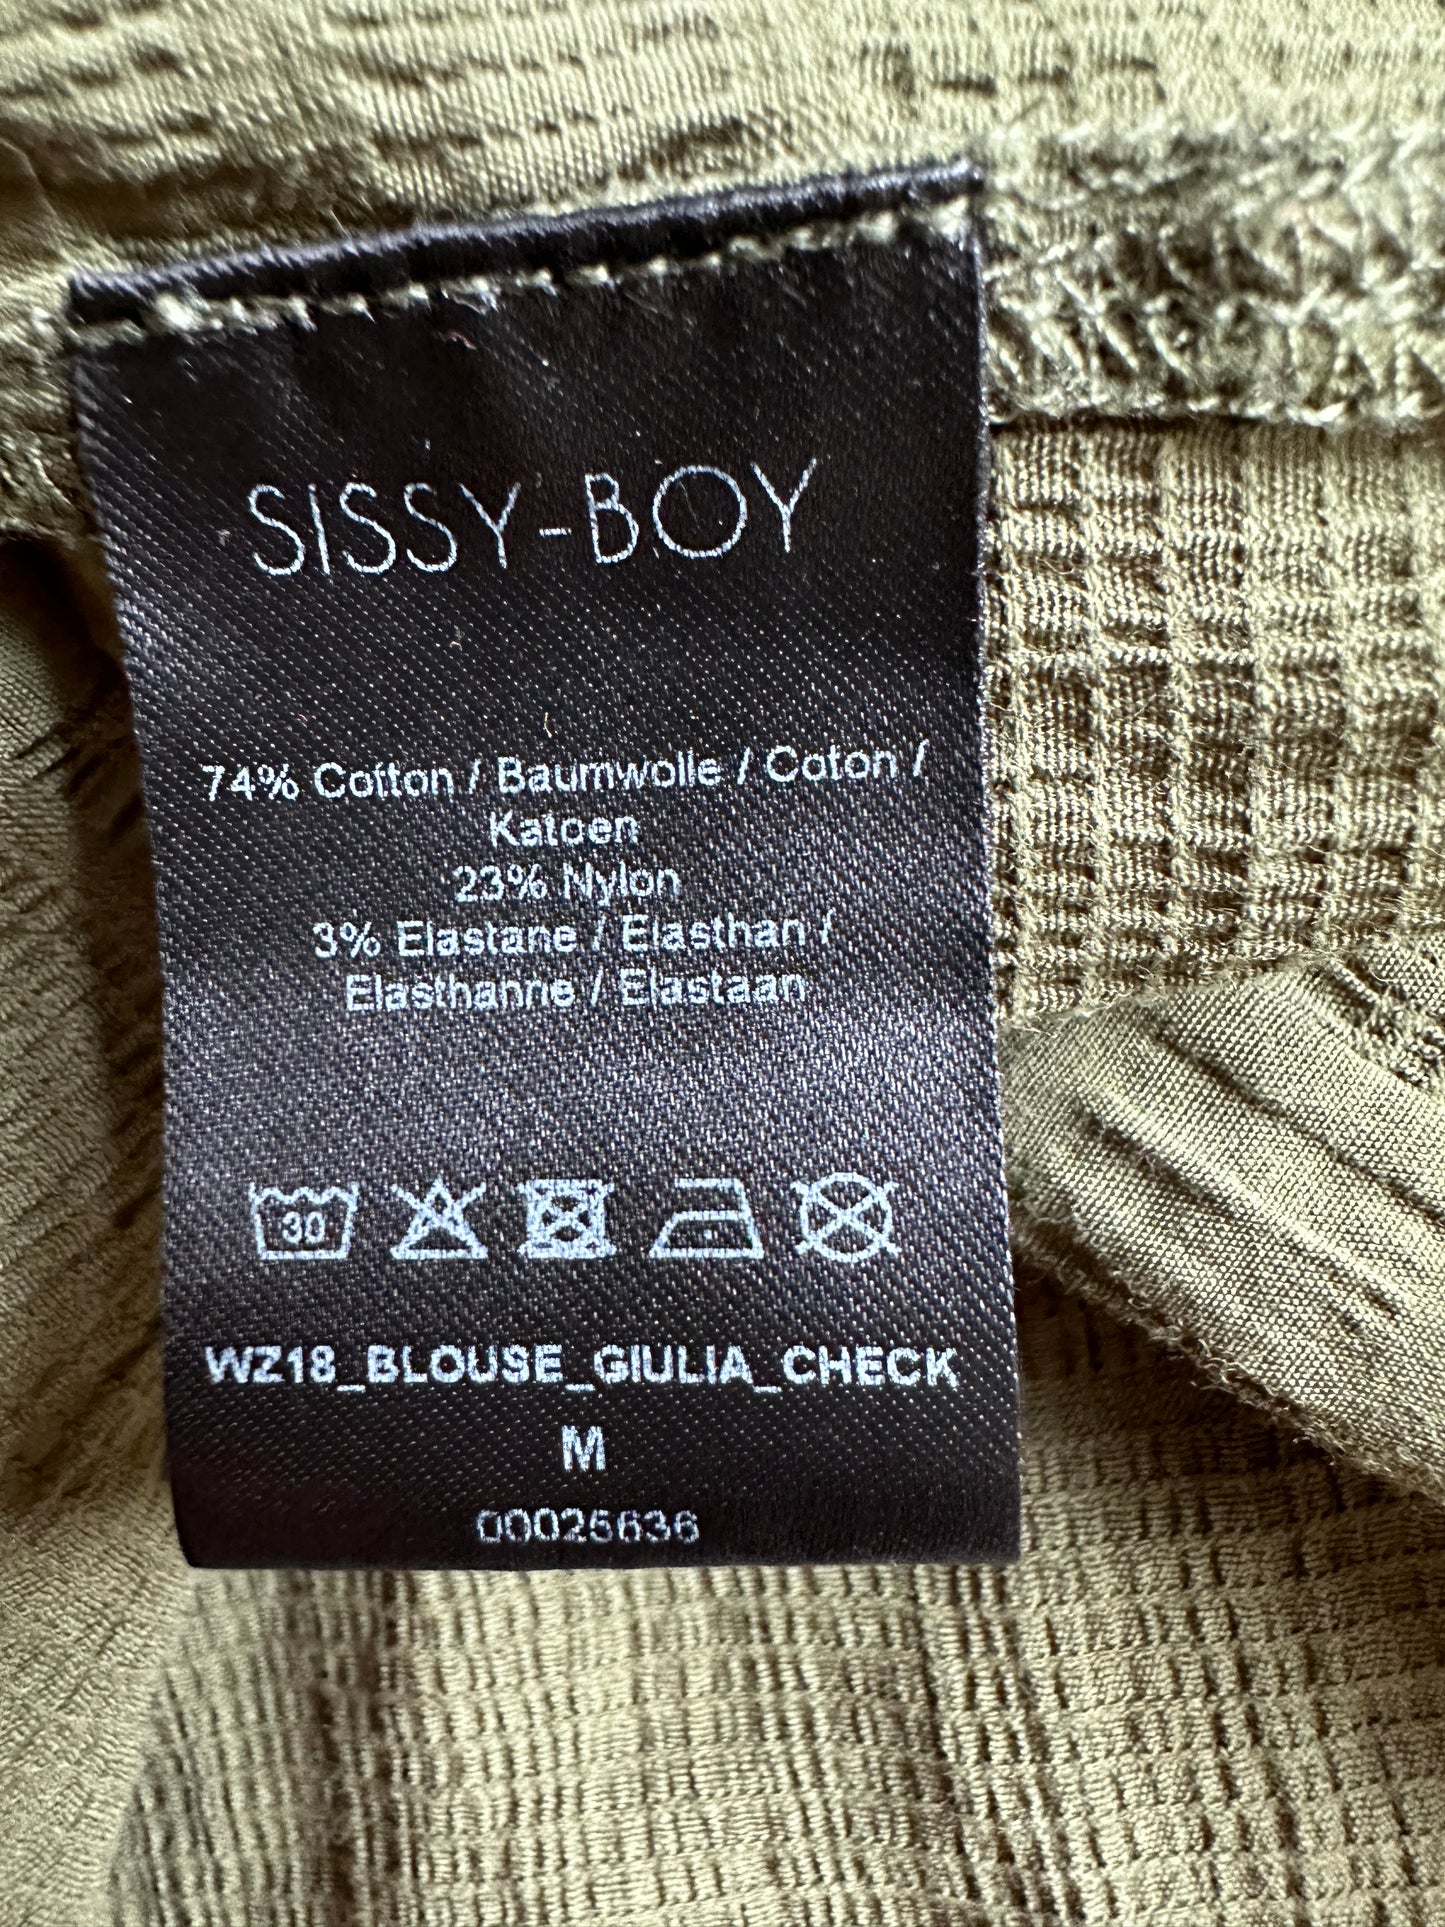 SISSY-BOY
74% Cotton / Baumwolle / Coton /
Katoen
23% Nylon
3% Elastane / Elasthan /
Elasthanne / Elastaan
30
WZ18_BLOUSE_GIULIA_CHECK
M
00025636